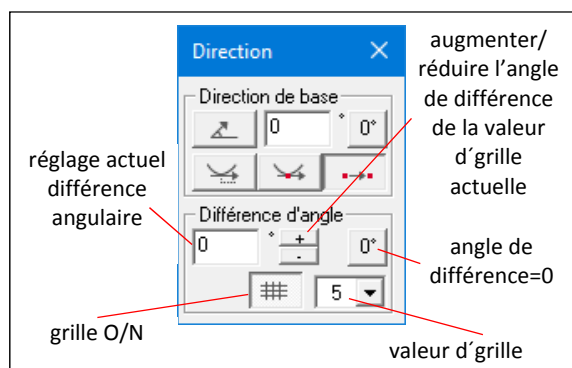 Direction
Direction de base
0 ° 0°
Différence d'angle
0 ° + - 0°
5
augmenter/
réduire l’angle
de différence
de la valeur
d´grille
actuelle
réglage actuel
différence
angulaire
angle de
différence=0
grille O/N
valeur d´grille